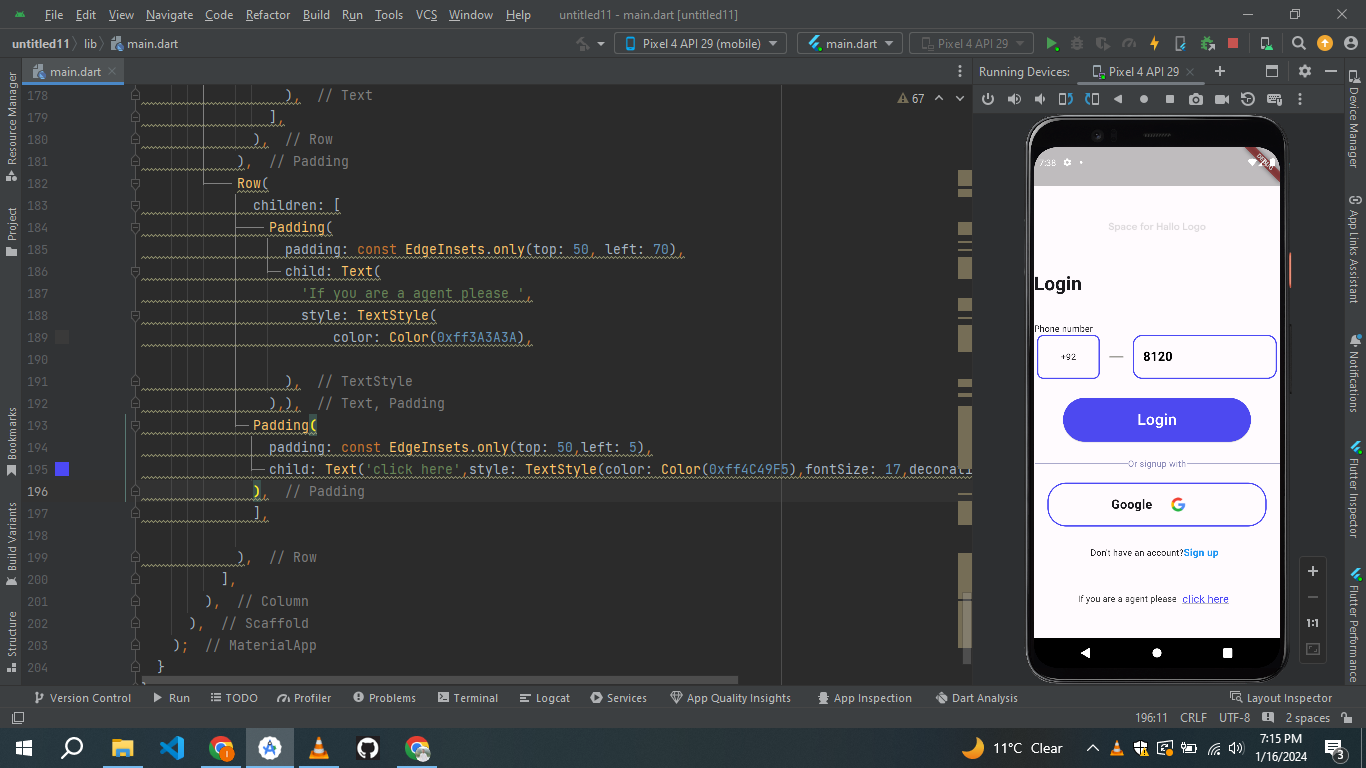 File Edit View Navigate Code Refactor Build Run Tools VCS Window Help untitled11 - main.dart [untitled11]
untitled11 lib main.dart Pixel 4 API 29 (mobile) main.dart Pixel 4 API 29
main.dart
Running Devices: Pixel 4 API 29
Resource Manager
Project
Bookmarks
Build Variants
Structure
67
178 ), // Text
179 ],
180 ), // Row
181 ), // Padding
182 Row(
183 children: [
184 Padding(
185 padding: const EdgeInsets.only(top: 50, left: 70),
186 child: Text(
187 'If you are a agent please ',
188 style: TextStyle(
189 color: Color(0xff3A3A3A),
190
191 ), // TextStyle
192 ),), // Text, Padding
193 Padding(
194 padding: const EdgeInsets.only(top: 50,left: 5),
195 child: Text('click here',style: TextStyle(color: Color(0xff4C49F5),fontSize: 17,decorati
196 ), // Padding
197 ],
198
199 ), // Row
200 ],
201 ), // Column
202 ), // Scaffold
203 ); // MaterialApp
204 }
7:38
DEBUG
Space for Hallo Logo
Login
Phone number
+92 8120
Login
Or signup with
Google
Don't have an account?Sign up
If you are a agent please click here
1:1
Device Manager
App Links Assistant
Notifications
Flutter Inspector
Flutter Performance
Version Control Run TODO Profiler Problems Terminal Logcat Services App Quality Insights App Inspection Dart Analysis Layout Inspector
196:11 CRLF UTF-8 2 spaces
11°C Clear 7:15 PM
1/16/2024
3